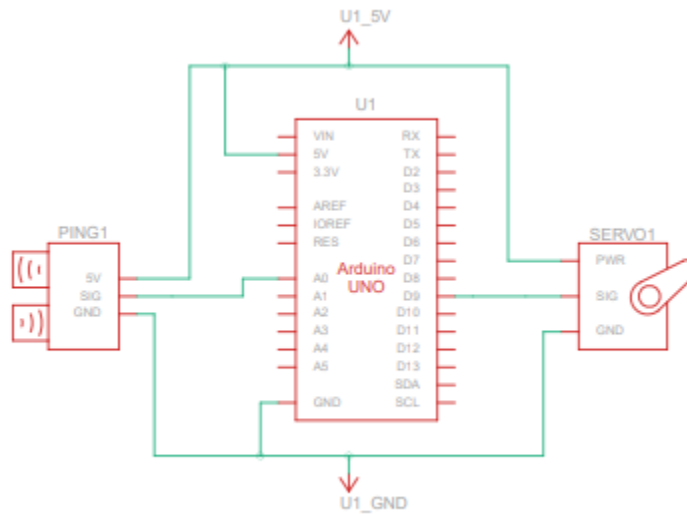 U1_5V
U1
VIN
5V
3.3V
AREF
IOREF
RES
A0
A1
A2
A3
A4
A5
GND
Arduino
UNO
RX
TX
D2
D3
D4
D5
D6
D7
D8
D9
D10
D11
D12
D13
SDA
SCL
PING1
5V
SIG
GND
SERVO1
PWR
SIG
GND
U1_GND